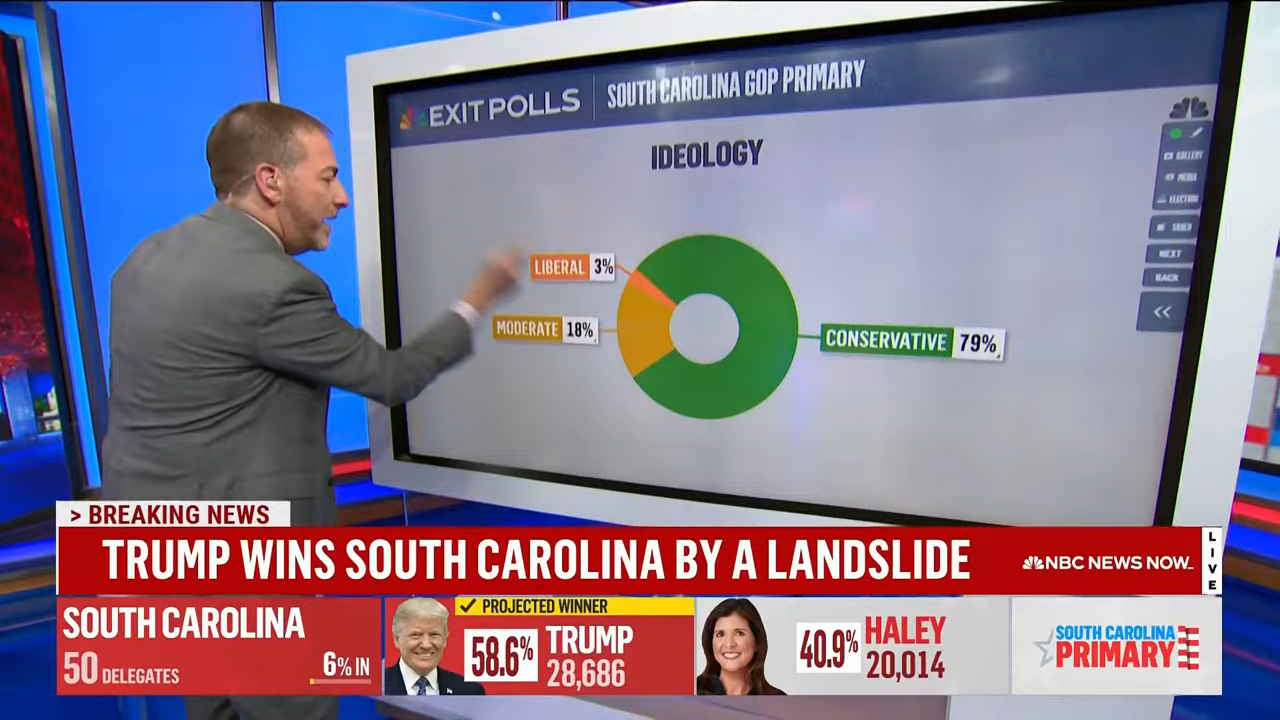 EXIT POLLS
SOUTH CAROLINA GOP PRIMARY
IDEOLOGY
LIBERAL 3%
MODERATE 18%
CONSERVATIVE 79%
GALLERY
MEDIA
ELECTION
NEXT
BACK
<<
> BREAKING NEWS
TRUMP WINS SOUTH CAROLINA BY A LANDSLIDE
NBC NEWS NOW
LIVE
SOUTH CAROLINA
50 DELEGATES
6% IN
✓ PROJECTED WINNER
58.6% TRUMP
28,686
40.9% HALEY
20,014
SOUTH CAROLINA
PRIMARY